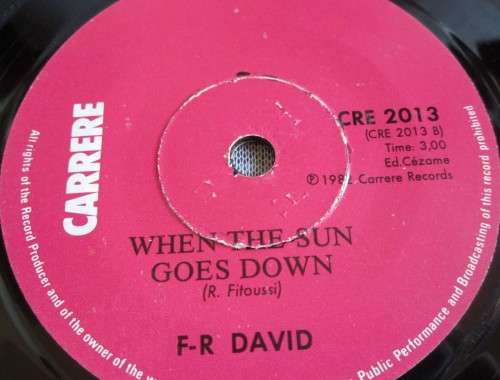 CARRERE
CRE 2013
(CRE 2013 B)
Time: 3,00
Ed.Cézame
℗ 1982 Carrere Records
WHEN THE SUN
GOES DOWN
(R. Fitoussi)
F-R DAVID
All rights of the Record Producer and of the owner of the
Public Performance and Broadcasting of this record prohibited